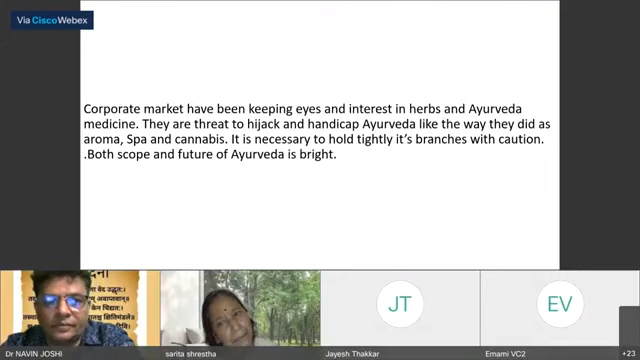 Via Cisco Webex
Corporate market have been keeping eyes and interest in herbs and Ayurveda
medicine. They are threat to hijack and handicap Ayurveda like the way they did as
aroma, Spa and cannabis. It is necessary to hold tightly it’s branches with caution.
.Both scope and future of Ayurveda is bright.
JT
EV
Dr NAVIN JOSHI
sarita shrestha
Jayesh Thakkar
Emami VC2
+23